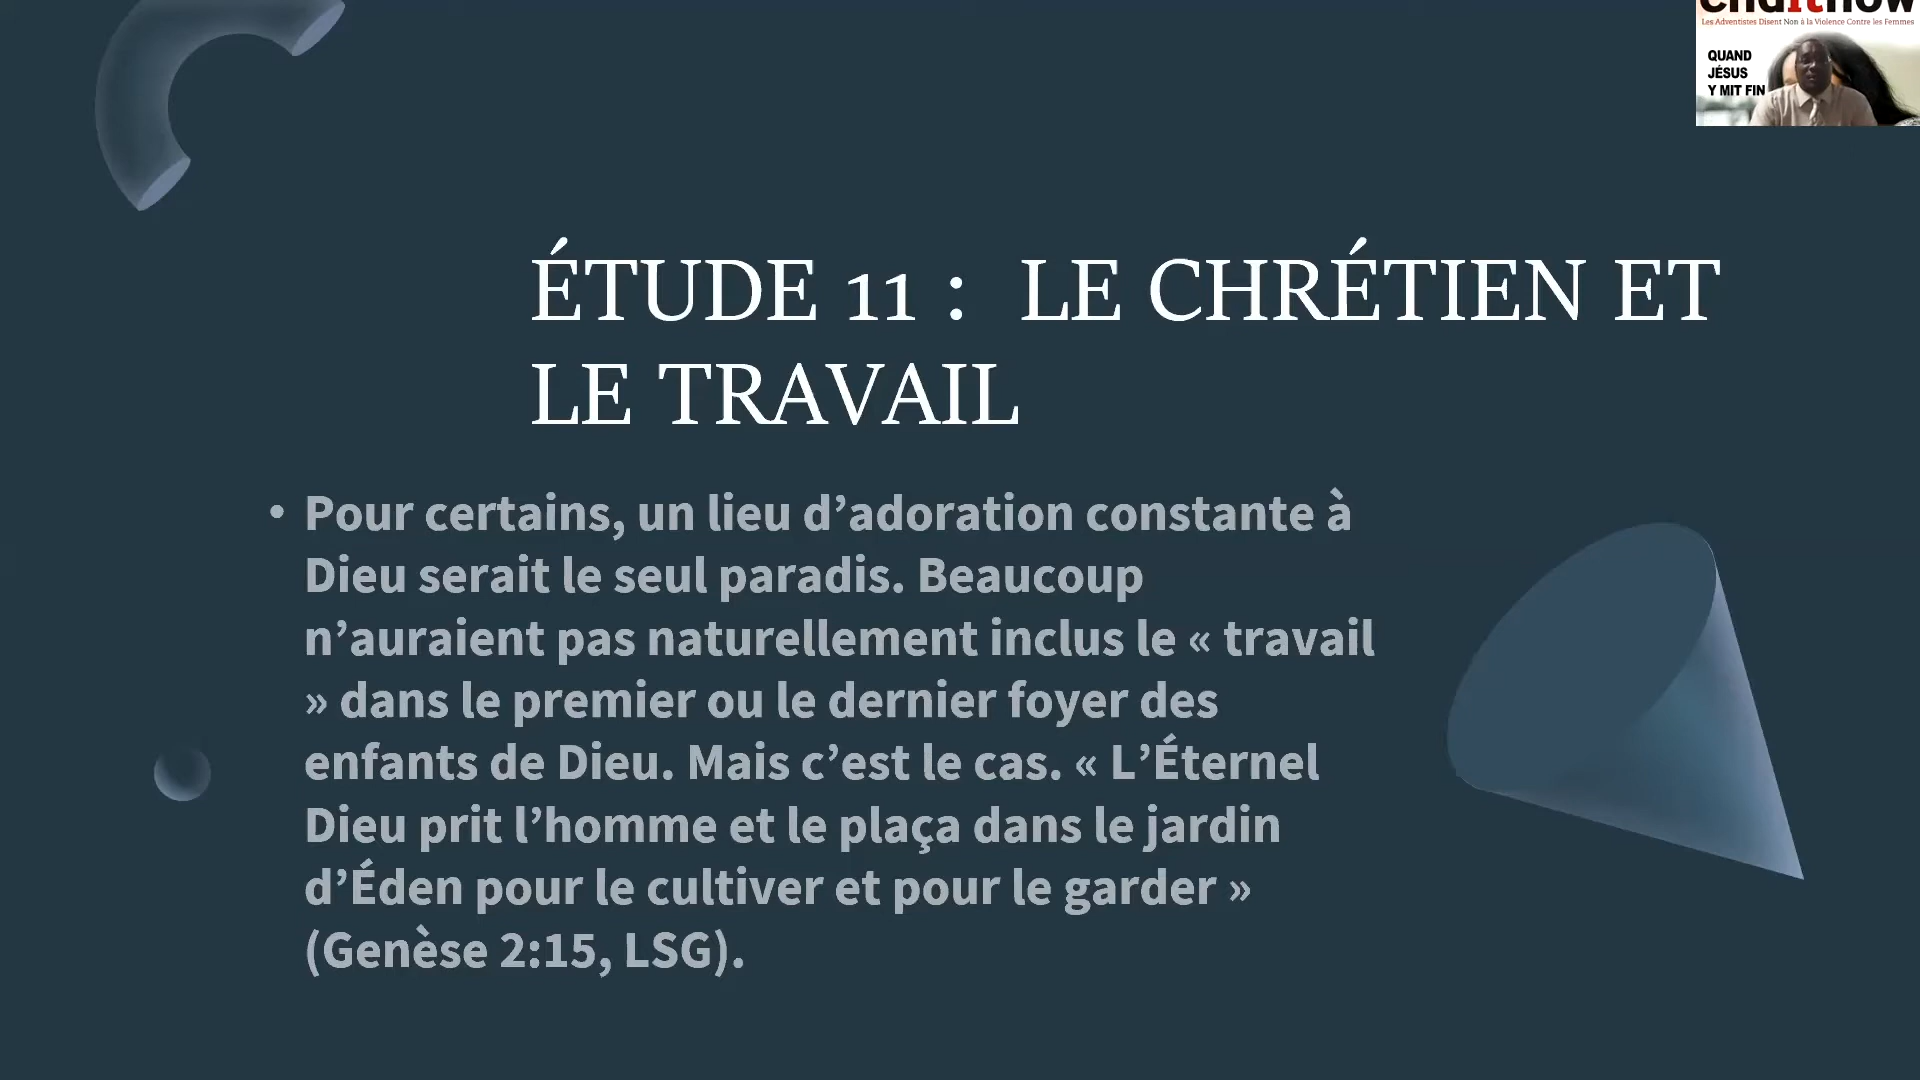 enditnow
Les Adventistes Disent Non à la Violence Contre les Femmes
QUAND
JÉSUS
Y MIT FIN
ÉTUDE 11 : LE CHRÉTIEN ET
LE TRAVAIL
• Pour certains, un lieu d’adoration constante à
Dieu serait le seul paradis. Beaucoup
n’auraient pas naturellement inclus le « travail
» dans le premier ou le dernier foyer des
enfants de Dieu. Mais c’est le cas. « L’Éternel
Dieu prit l’homme et le plaça dans le jardin
d’Éden pour le cultiver et pour le garder »
(Genèse 2:15, LSG).